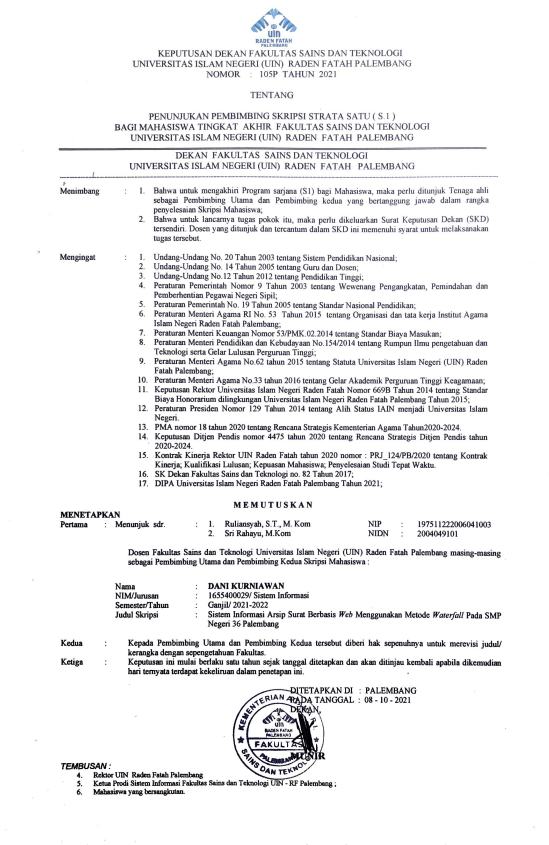 uin
RADEN FATAH
PALEMBANG
KEPUTUSAN DEKAN FAKULTAS SAINS DAN TEKNOLOGI
UNIVERSITAS ISLAM NEGERI (UIN) RADEN FATAH PALEMBANG
NOMOR : 105P TAHUN 2021
TENTANG
PENUNJUKAN PEMBIMBING SKRIPSI STRATA SATU ( S.1 )
BAGI MAHASISWA TINGKAT AKHIR FAKULTAS SAINS DAN TEKNOLOGI
UNIVERSITAS ISLAM NEGERI (UIN) RADEN FATAH PALEMBANG
DEKAN FAKULTAS SAINS DAN TEKNOLOGI
UNIVERSITAS ISLAM NEGERI (UIN) RADEN FATAH PALEMBANG
Menimbang : 1. Bahwa untuk mengakhiri Program sarjana (S1) bagi Mahasiswa, maka perlu ditunjuk Tenaga ahli
sebagai Pembimbing Utama dan Pembimbing kedua yang bertanggung jawab dalam rangka
penyelesaian Skripsi Mahasiswa;
2. Bahwa untuk lancarnya tugas pokok itu, maka perlu dikeluarkan Surat Keputusan Dekan (SKD)
tersendiri. Dosen yang ditunjuk dan tercantum dalam SKD ini memenuhi syarat untuk melaksanakan
tugas tersebut.
Mengingat : 1. Undang-Undang No. 20 Tahun 2003 tentang Sistem Pendidikan Nasional;
2. Undang-Undang No. 14 Tahun 2005 tentang Guru dan Dosen;
3. Undang-Undang No.12 Tahun 2012 tentang Pendidikan Tinggi;
4. Peraturan Pemerintah Nomor 9 Tahun 2003 tentang Wewenang Pengangkatan, Pemindahan dan
Pemberhentian Pegawai Negeri Sipil;
5. Peraturan Pemerintah No. 19 Tahun 2005 tentang Standar Nasional Pendidikan;
6. Peraturan Menteri Agama RI No. 53 Tahun 2015 tentang Organisasi dan tata kerja Institut Agama
Islam Negeri Raden Fatah Palembang;
7. Peraturan Menteri Keuangan Nomor 53/PMK.02.2014 tentang Standar Biaya Masukan;
8. Peraturan Menteri Pendidikan dan Kebudayaan No.154/2014 tentang Rumpun Ilmu pengetahuan dan
Teknologi serta Gelar Lulusan Perguruan Tinggi;
9. Peraturan Menteri Agama No.62 tahun 2015 tentang Statuta Universitas Islam Negeri (UIN) Raden
Fatah Palembang;
10. Peraturan Menteri Agama No.33 tahun 2016 tentang Gelar Akademik Perguruan Tinggi Keagamaan;
11. Keputusan Rektor Universitas Islam Negeri Raden Fatah Nomor 669B Tahun 2014 tentang Standar
Biaya Honorarium dilingkungan Universitas Islam Negeri Raden Fatah Palembang Tahun 2015;
12. Peraturan Presiden Nomor 129 Tahun 2014 tentang Alih Status IAIN menjadi Universitas Islam
Negeri.
13. PMA nomor 18 tahun 2020 tentang Rencana Strategis Kementerian Agama Tahun2020-2024.
14. Keputusan Ditjen Pendis nomor 4475 tahun 2020 tentang Rencana Strategis Ditjen Pendis tahun
2020-2024.
15. Kontrak Kinerja Rektor UIN Raden Fatah tahun 2020 nomor : PRJ_124/PB/2020 tentang Kontrak
Kinerja; Kualifikasi Lulusan; Kepuasan Mahasiswa; Penyelesaian Studi Tepat Waktu.
16. SK Dekan Fakultas Sains dan Teknologi no. 82 Tahun 2017;
17. DIPA Universitas Islam Negeri Raden Fatah Palembang Tahun 2021;
M E M U T U S K A N
MENETAPKAN
Pertama : Menunjuk sdr. : 1. Ruliansyah, S.T., M. Kom NIP : 197511222006041003
2. Sri Rahayu, M.Kom NIDN : 2004049101
Dosen Fakultas Sains dan Teknologi Universitas Islam Negeri (UIN) Raden Fatah Palembang masing-masing
sebagai Pembimbing Utama dan Pembimbing Kedua Skripsi Mahasiswa :
Nama : DANI KURNIAWAN
NIM/Jurusan : 1655400029/ Sistem Informasi
Semester/Tahun : Ganjil/ 2021-2022
Judul Skripsi : Sistem Informasi Arsip Surat Berbasis Web Menggunakan Metode Waterfall Pada SMP
Negeri 36 Palembang
Kedua : Kepada Pembimbing Utama dan Pembimbing Kedua tersebut diberi hak sepenuhnya untuk merevisi judul/
kerangka dengan sepengetahuan Fakultas.
Ketiga : Keputusan ini mulai berlaku satu tahun sejak tanggal ditetapkan dan akan ditinjau kembali apabila dikemudian
hari ternyata terdapat kekeliruan dalam penetapan ini.
DITETAPKAN DI : PALEMBANG
PADA TANGGAL : 08 - 10 - 2021
DEKAN,
KEMENTERIAN AGAMA R.I.
uin
RADEN FATAH
PALEMBANG
FAKULTAS
SAINS DAN TEKNOLOGI
MUNIR
TEMBUSAN :
4. Rektor UIN Raden Fatah Palembang
5. Ketua Prodi Sistem Informasi Fakultas Sains dan Teknologi UIN - RF Palembang ;
6. Mahasiswa yang bersangkutan.